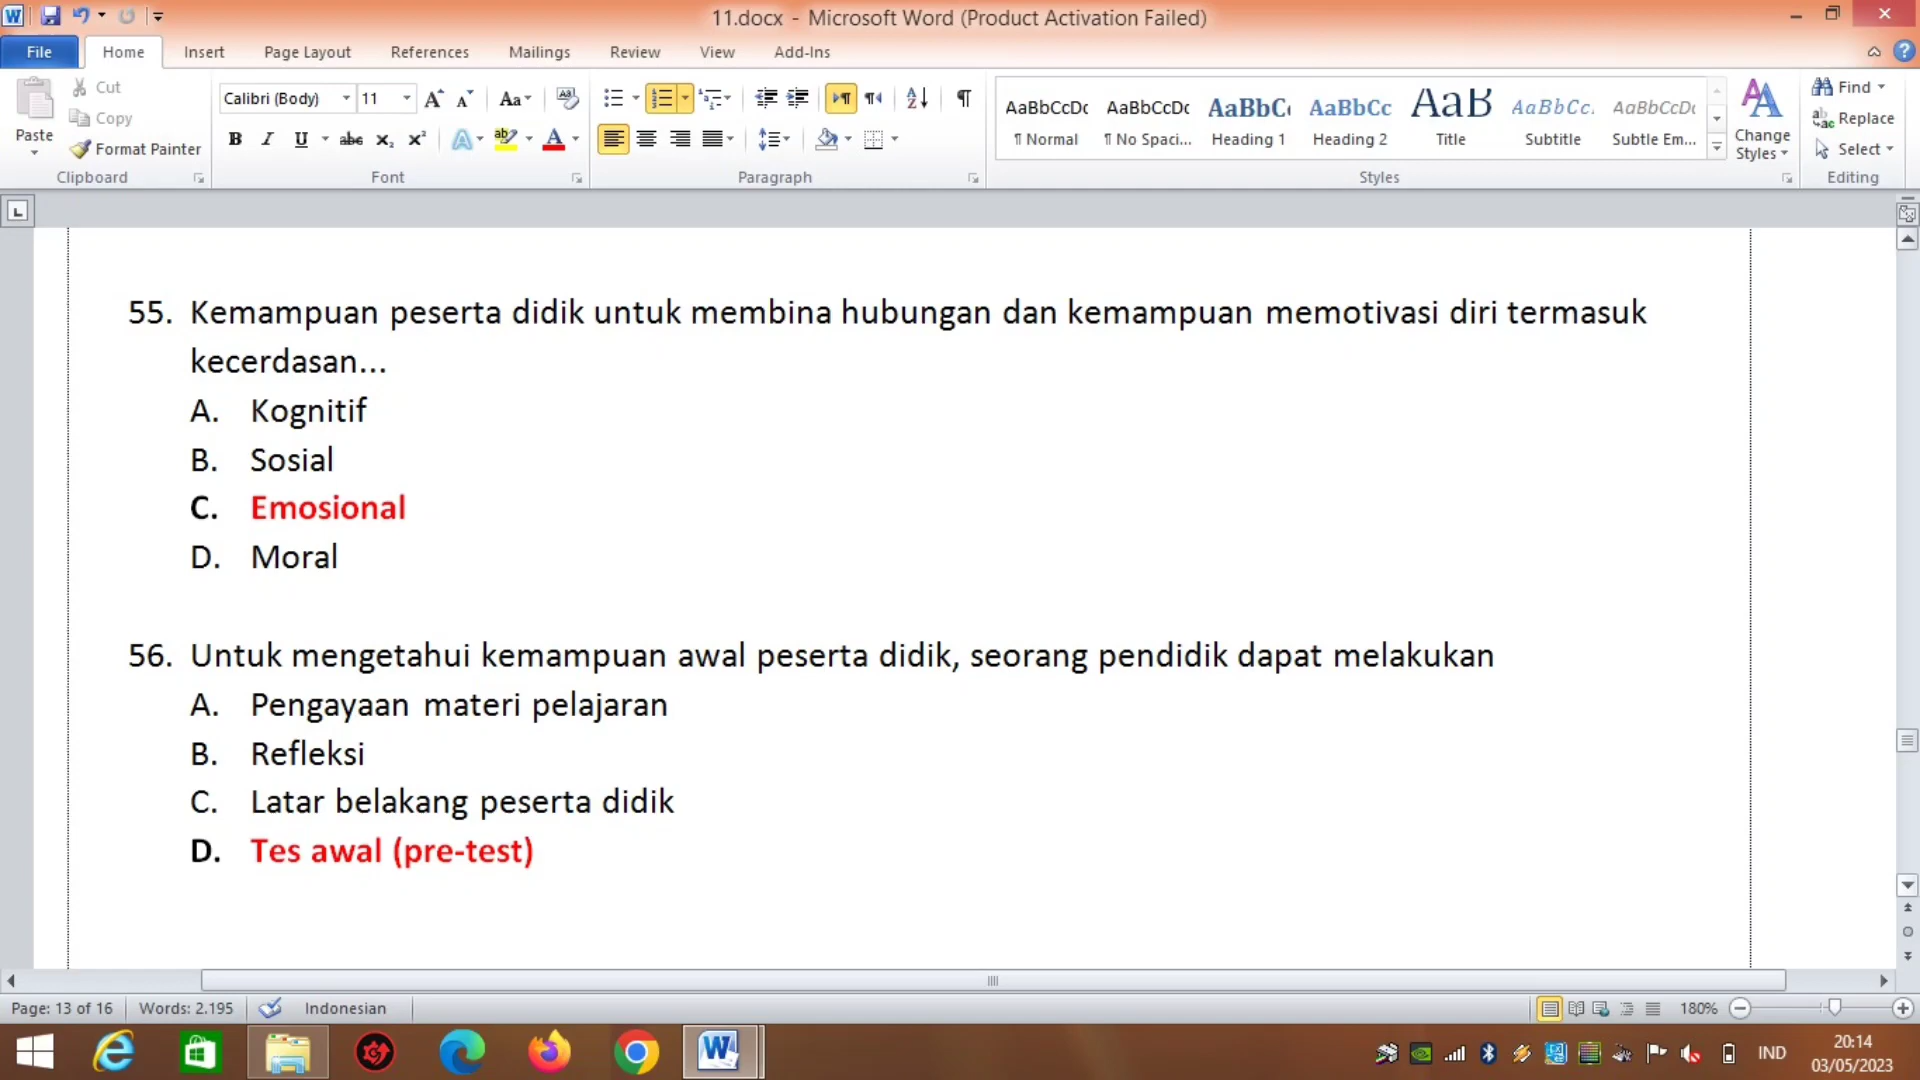 11.docx - Microsoft Word (Product Activation Failed)
File Home Insert Page Layout References Mailings Review View Add-Ins
Cut
Copy
Paste
Format Painter
Clipboard
Calibri (Body) 11
Font
Paragraph
AaBbCcDc AaBbCcDc AaBbC AaBbCc AaB AaBbCc. AaBbCcDc
¶ Normal ¶ No Spaci... Heading 1 Heading 2 Title Subtitle Subtle Em...
Change Styles
Styles
Find
Replace
Select
Editing
55. Kemampuan peserta didik untuk membina hubungan dan kemampuan memotivasi diri termasuk
kecerdasan...
A. Kognitif
B. Sosial
C. Emosional
D. Moral
56. Untuk mengetahui kemampuan awal peserta didik, seorang pendidik dapat melakukan
A. Pengayaan materi pelajaran
B. Refleksi
C. Latar belakang peserta didik
D. Tes awal (pre-test)
Page: 13 of 16 Words: 2.195 Indonesian 180%
IND 20:14
03/05/2023